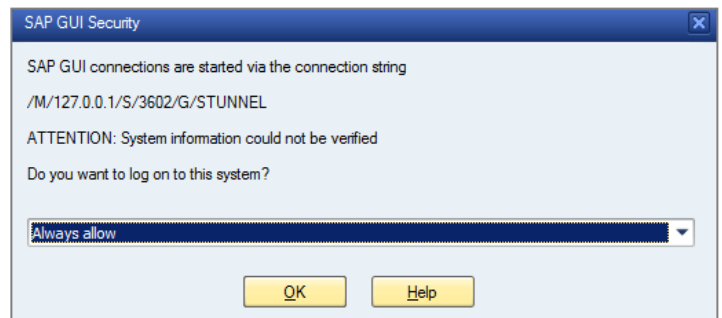 SAP GUI Security
SAP GUI connections are started via the connection string
/M/127.0.0.1/S/3602/G/STUNNEL
ATTENTION: System information could not be verified
Do you want to log on to this system?
Always allow
OK
Help